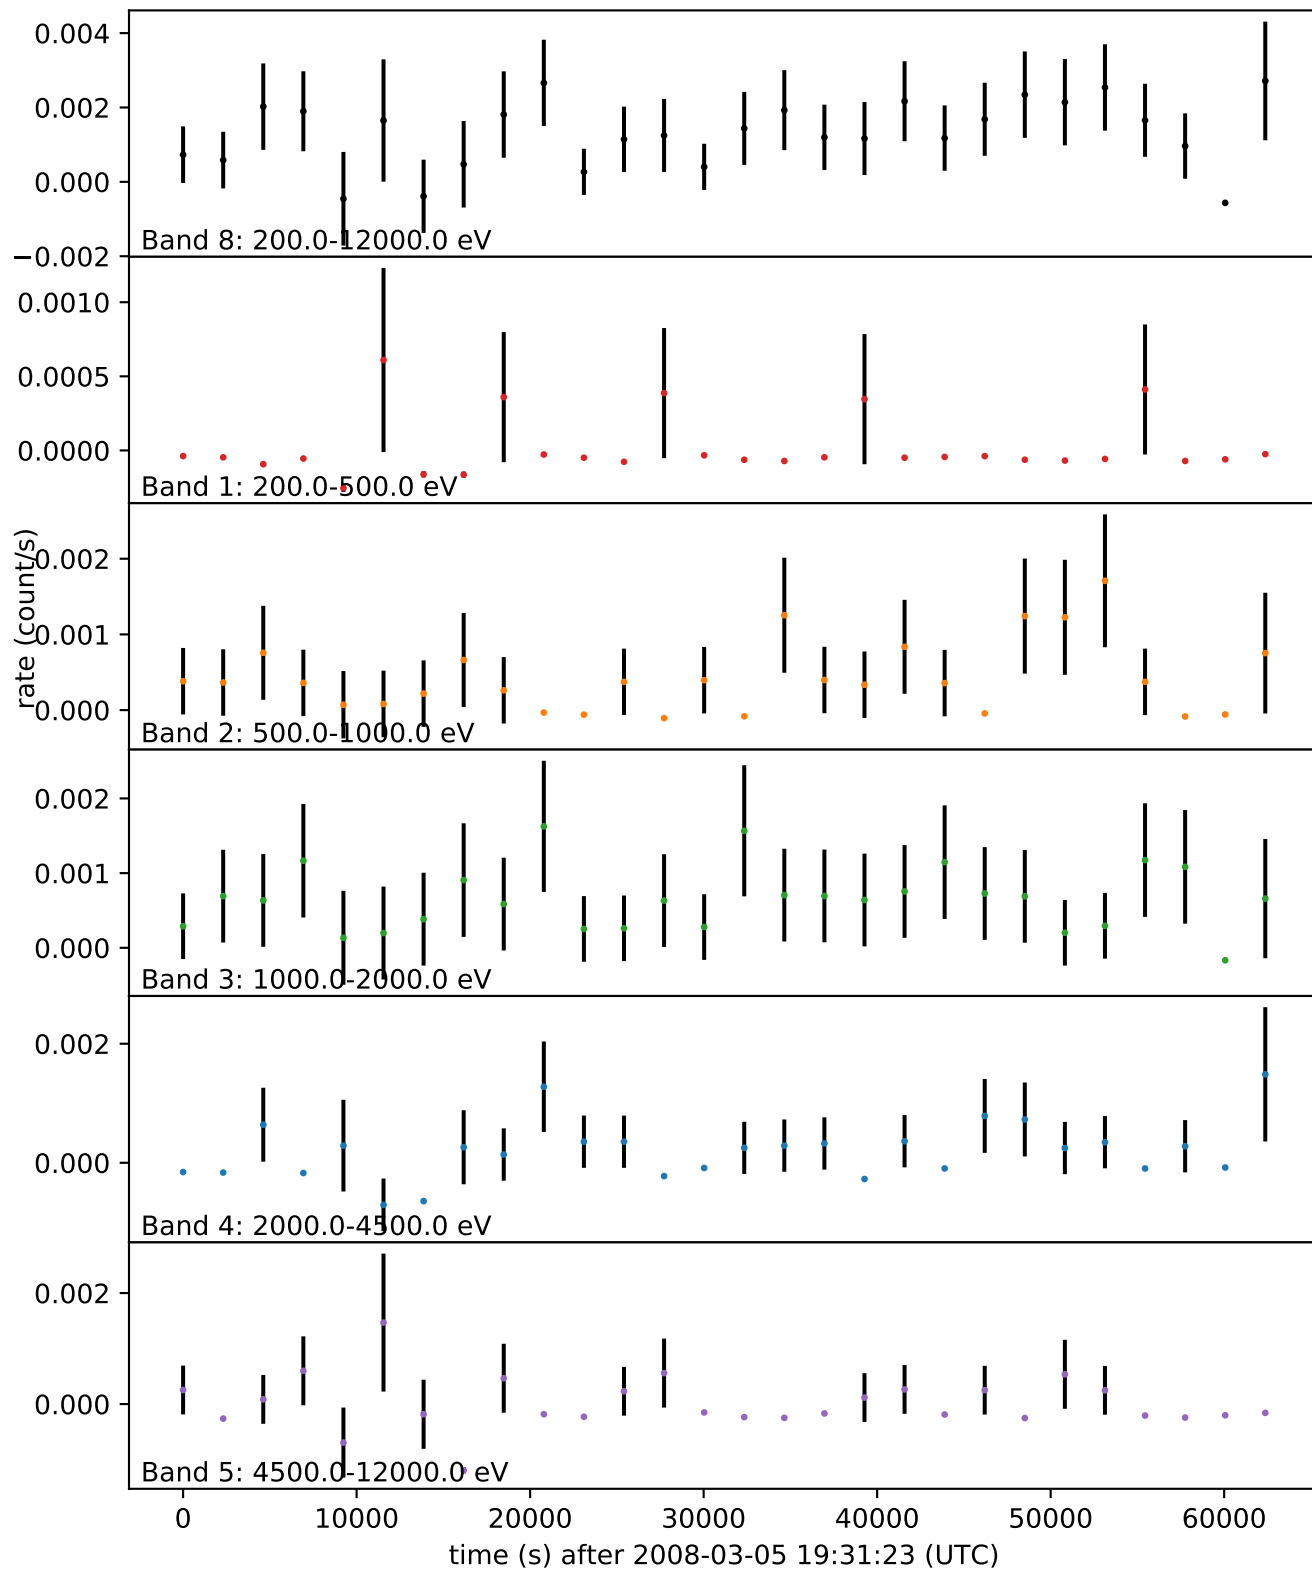 0.004
0.002
0.000
−0.002
Band 8: 200.0-12000.0 eV
0.0010
0.0005
0.0000
Band 1: 200.0-500.0 eV
rate (count/s)
0.002
0.001
0.000
Band 2: 500.0-1000.0 eV
0.002
0.001
0.000
Band 3: 1000.0-2000.0 eV
0.002
0.000
Band 4: 2000.0-4500.0 eV
0.002
0.000
Band 5: 4500.0-12000.0 eV
0 10000 20000 30000 40000 50000 60000
time (s) after 2008-03-05 19:31:23 (UTC)